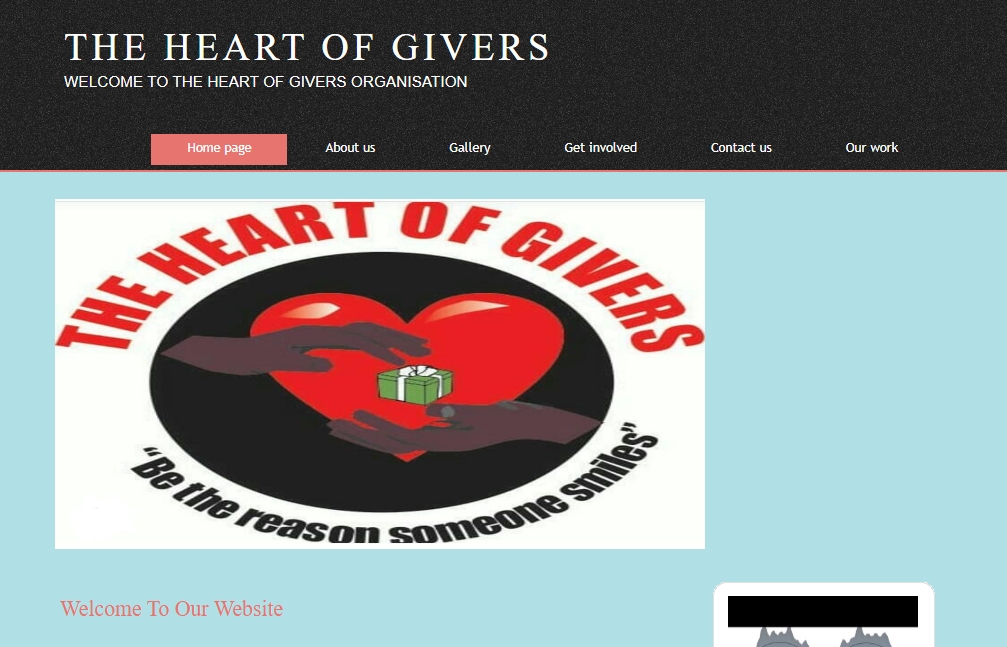 THE HEART OF GIVERS
WELCOME TO THE HEART OF GIVERS ORGANISATION
Home page About us Gallery Get involved Contact us Our work
THE HEART OF GIVERS
“Be the reason someone smiles”
Welcome To Our Website